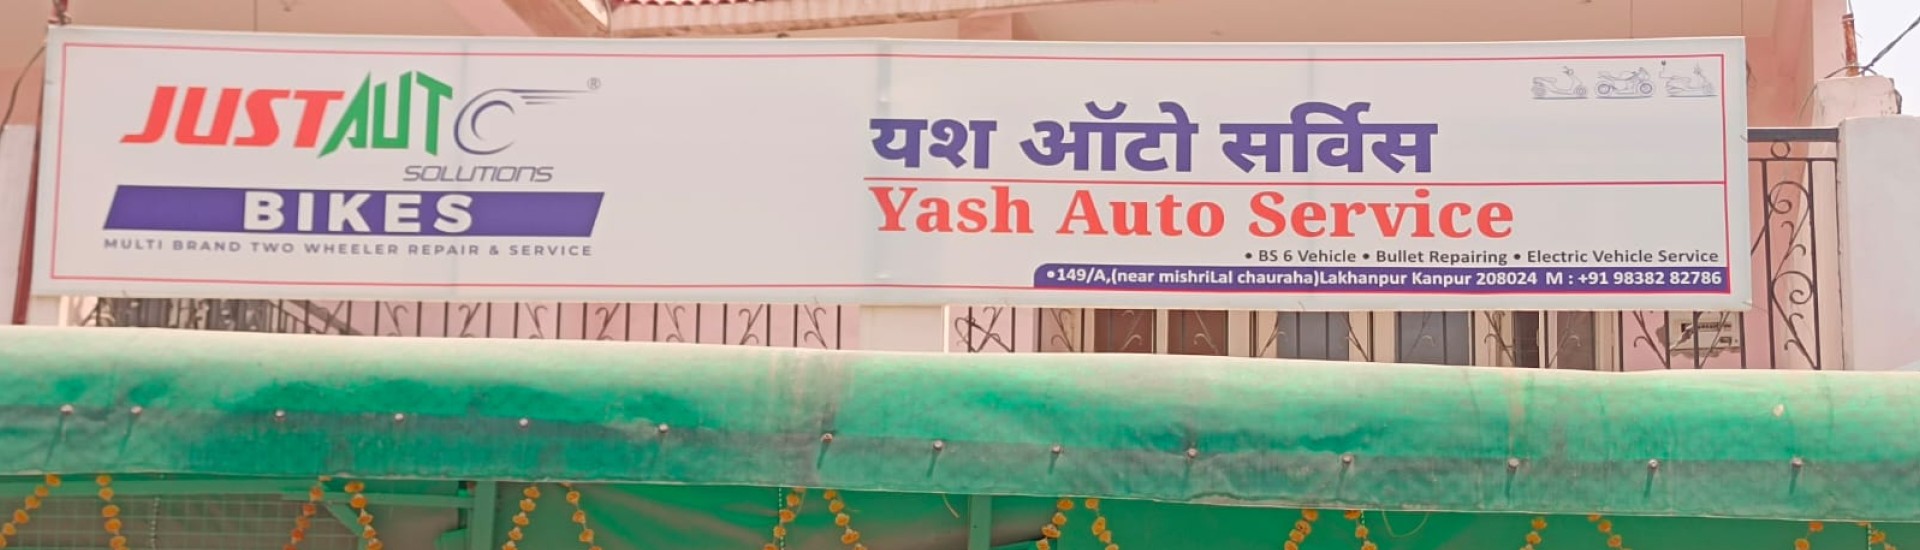 JUSTAUTO ®
SOLUTIONS
BIKES
MULTI BRAND TWO WHEELER REPAIR & SERVICE
यश ऑटो सर्विस
Yash Auto Service
• BS 6 Vehicle • Bullet Repairing • Electric Vehicle Service
•149/A,(near mishriLal chauraha)Lakhanpur Kanpur 208024 M : +91 98382 82786